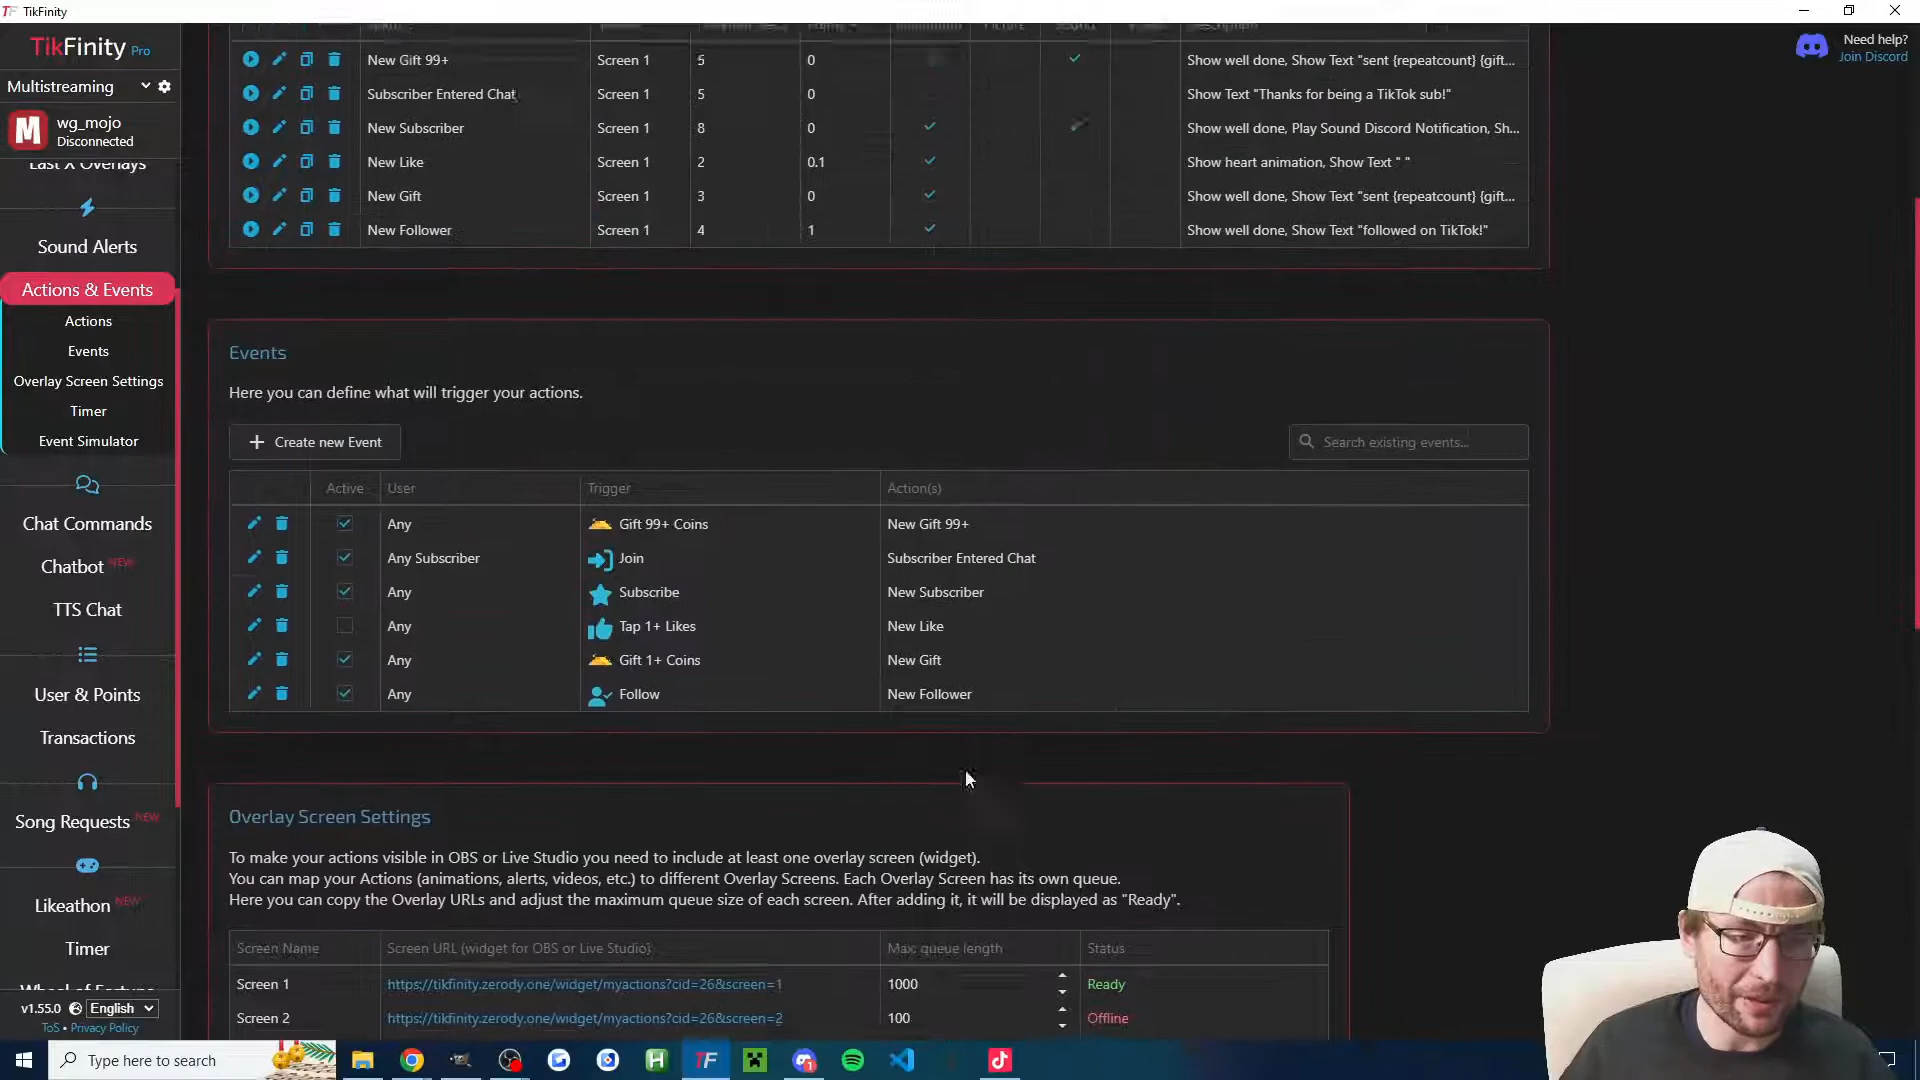 TikFinity
TikFinity Pro
Multistreaming
wg_mojo
Disconnected
Last X Overlays
Sound Alerts
Actions & Events
Actions
Events
Overlay Screen Settings
Timer
Event Simulator
Chat Commands
Chatbot NEW
TTS Chat
User & Points
Transactions
Song Requests NEW
Likeathon NEW
Timer
Wheel of Fortune
v1.55.0 English
ToS • Privacy Policy
Need help?
Join Discord
New Gift 99+ Screen 1 5 0 Show well done, Show Text "sent {repeatcount} {gift...
Subscriber Entered Chat Screen 1 5 0 Show Text "Thanks for being a TikTok sub!"
New Subscriber Screen 1 8 0 Show well done, Play Sound Discord Notification, Sh...
New Like Screen 1 2 0.1 Show heart animation, Show Text " "
New Gift Screen 1 3 0 Show well done, Show Text "sent {repeatcount} {gift...
New Follower Screen 1 4 1 Show well done, Show Text "followed on TikTok!"
Events
Here you can define what will trigger your actions.
+ Create new Event
Search existing events...
Active User Trigger Action(s)
Any Gift 99+ Coins New Gift 99+
Any Subscriber Join Subscriber Entered Chat
Any Subscribe New Subscriber
Any Tap 1+ Likes New Like
Any Gift 1+ Coins New Gift
Any Follow New Follower
Overlay Screen Settings
To make your actions visible in OBS or Live Studio you need to include at least one overlay screen (widget).
You can map your Actions (animations, alerts, videos, etc.) to different Overlay Screens. Each Overlay Screen has its own queue.
Here you can copy the Overlay URLs and adjust the maximum queue size of each screen. After adding it, it will be displayed as "Ready".
Screen Name Screen URL (widget for OBS or Live Studio) Max. queue length Status
Screen 1 https://tikfinity.zerody.one/widget/myactions?cid=26&screen=1 1000 Ready
Screen 2 https://tikfinity.zerody.one/widget/myactions?cid=26&screen=2 100 Offline
Type here to search